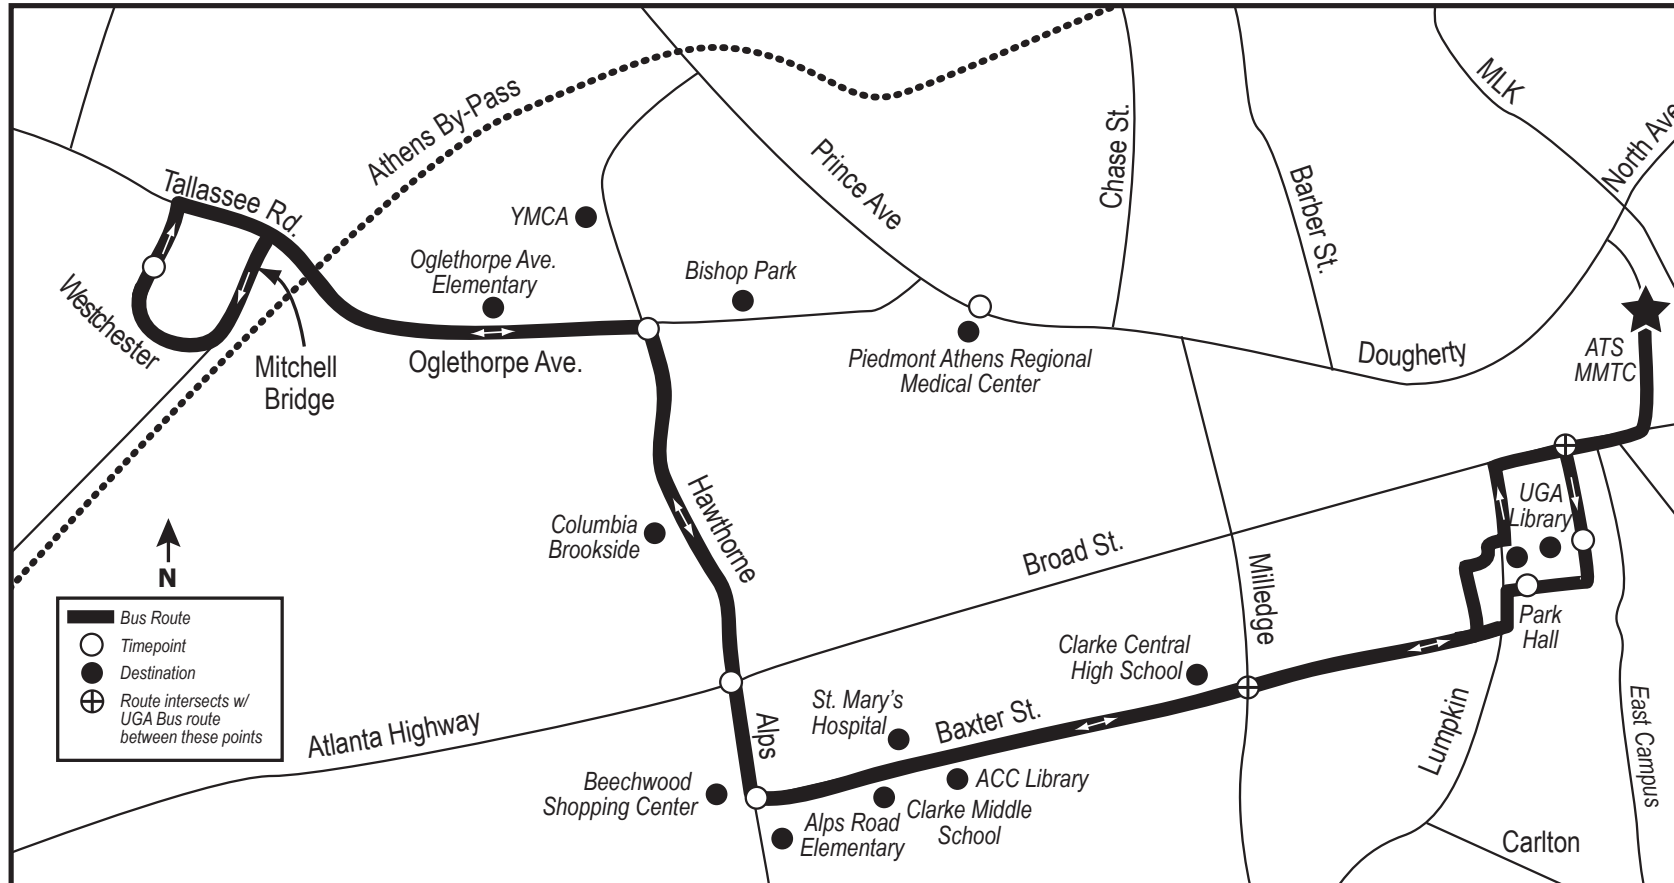 MLK
North Ave
Athens By-Pass
Chase St.
Prince Ave
Barber St.
Tallassee Rd.
YMCA
Oglethorpe Ave.
Elementary
Bishop Park
Westchester
Mitchell
Bridge
Oglethorpe Ave.
Piedmont Athens Regional
Medical Center
Dougherty
ATS
MMTC
Hawthorne
Columbia
Brookside
UGA
Library
Broad St.
Milledge
N
Bus Route
Timepoint
Destination
Route intersects w/
UGA Bus route
between these points
Park
Hall
Clarke Central
High School
St. Mary's
Hospital
Baxter St.
Alps
Atlanta Highway
Lumpkin
East Campus
Beechwood
Shopping Center
ACC Library
Clarke Middle
School
Alps Road
Elementary
Carlton